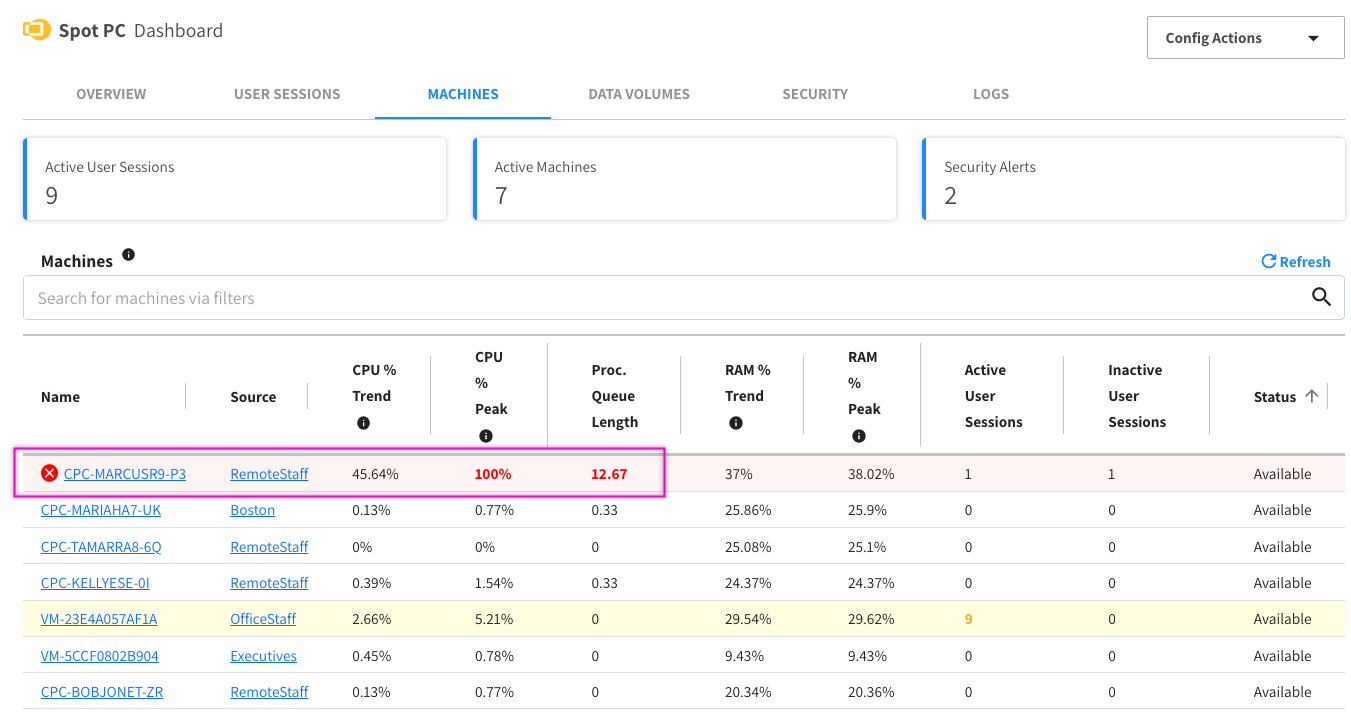 Spot PC Dashboard
Config Actions
OVERVIEW USER SESSIONS MACHINES DATA VOLUMES SECURITY LOGS
Active User Sessions
9
Active Machines
7
Security Alerts
2
Machines
Refresh
Search for machines via filters
Name Source CPU % Trend CPU % Peak Proc. Queue Length RAM % Trend RAM % Peak Active User Sessions Inactive User Sessions Status
CPC-MARCUSR9-P3 RemoteStaff 45.64% 100% 12.67 37% 38.02% 1 1 Available
CPC-MARIAHA7-UK Boston 0.13% 0.77% 0.33 25.86% 25.9% 0 0 Available
CPC-TAMARRA8-6Q RemoteStaff 0% 0% 0 25.08% 25.1% 0 0 Available
CPC-KELLYESE-0I RemoteStaff 0.39% 1.54% 0.33 24.37% 24.37% 0 0 Available
VM-23E4A057AF1A OfficeStaff 2.66% 5.21% 0 29.54% 29.62% 9 0 Available
VM-5CCF0802B904 Executives 0.45% 0.78% 0 9.43% 9.43% 0 0 Available
CPC-BOBJONET-ZR RemoteStaff 0.13% 0.77% 0 20.34% 20.36% 0 0 Available